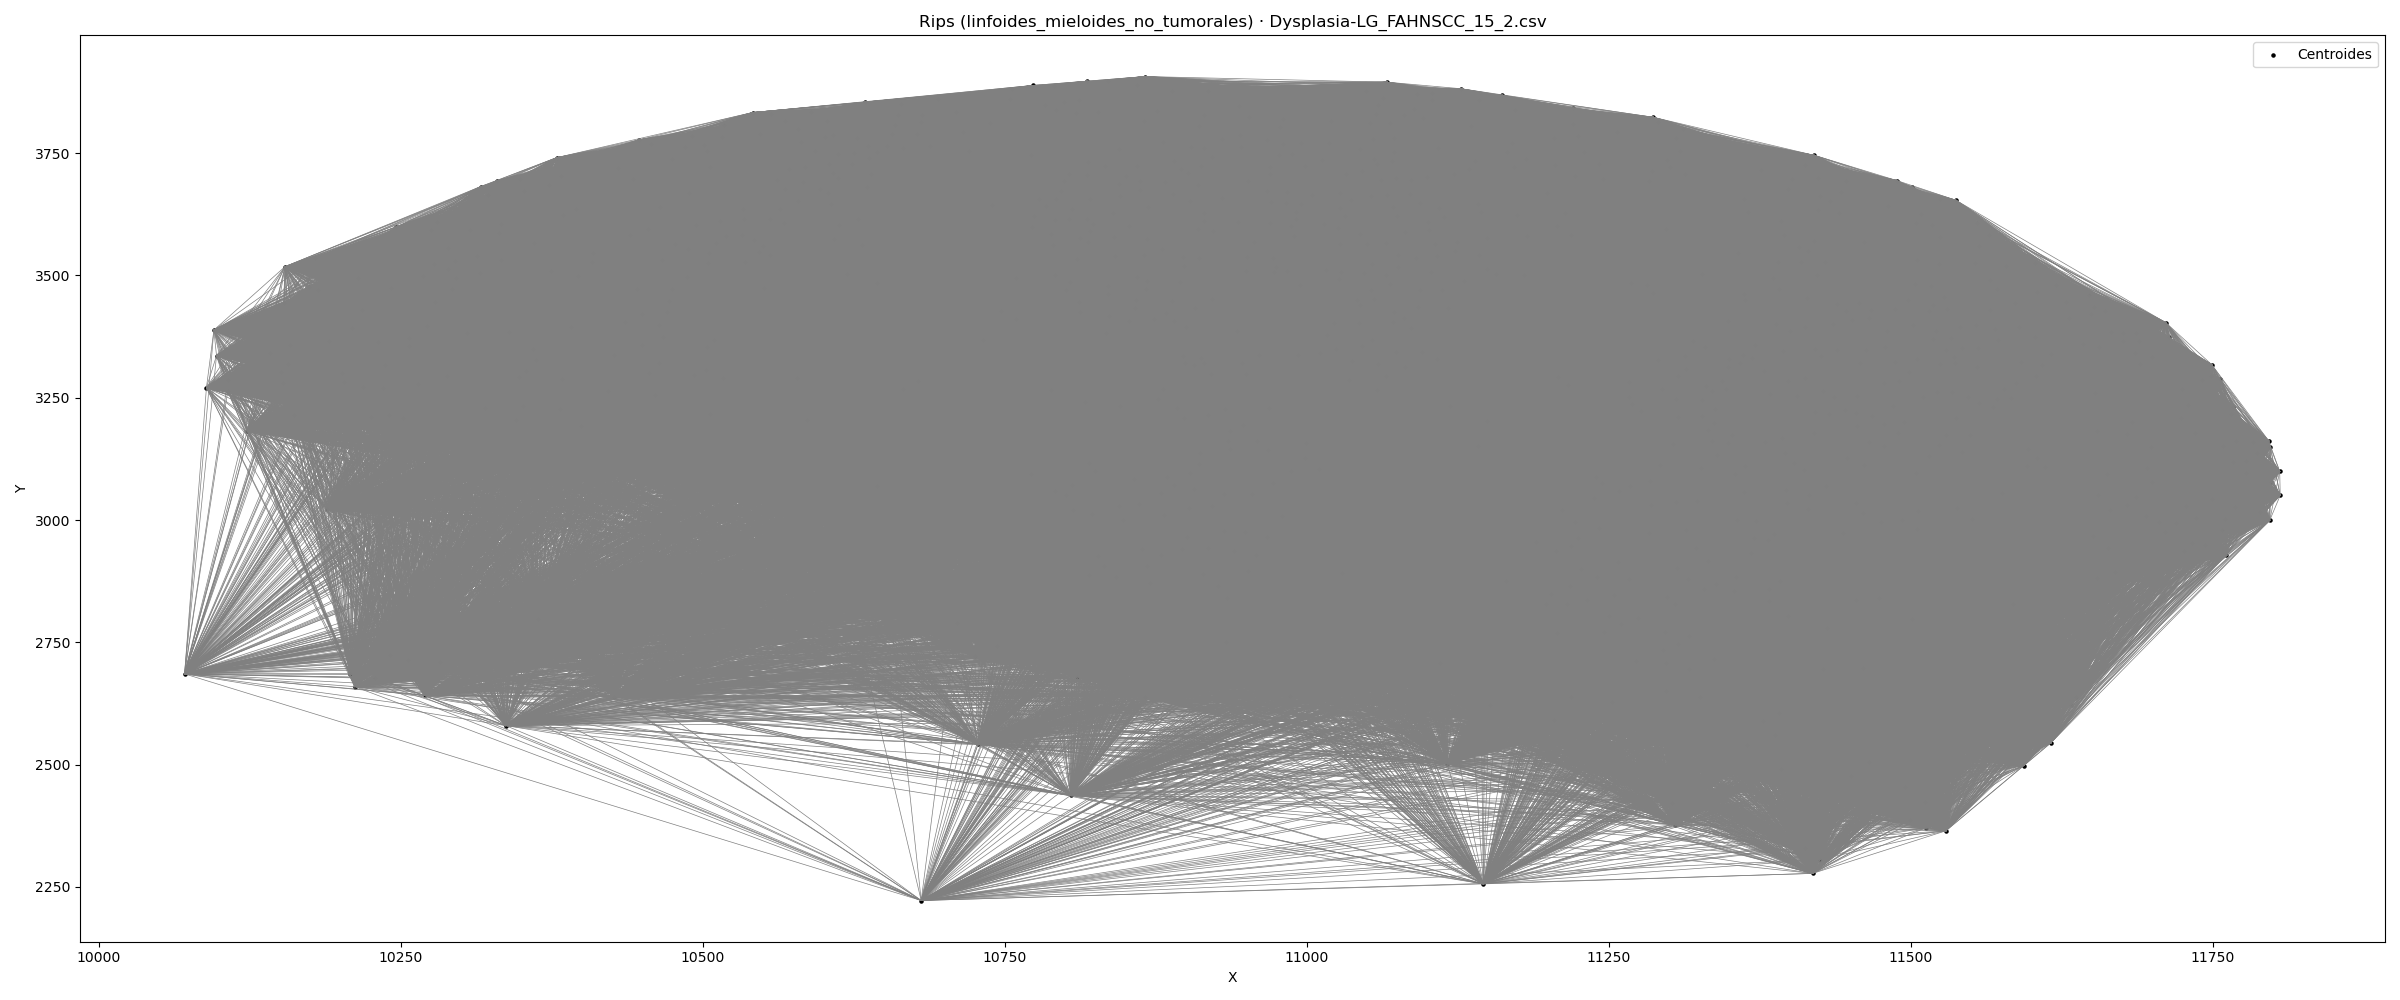 Rips (linfoides_mieloides_no_tumorales) · Dysplasia-LG_FAHNSCC_15_2.csv
Centroides
3750
3500
3250
3000
2750
2500
2250
Y
10000 10250 10500 10750 11000 11250 11500 11750
X